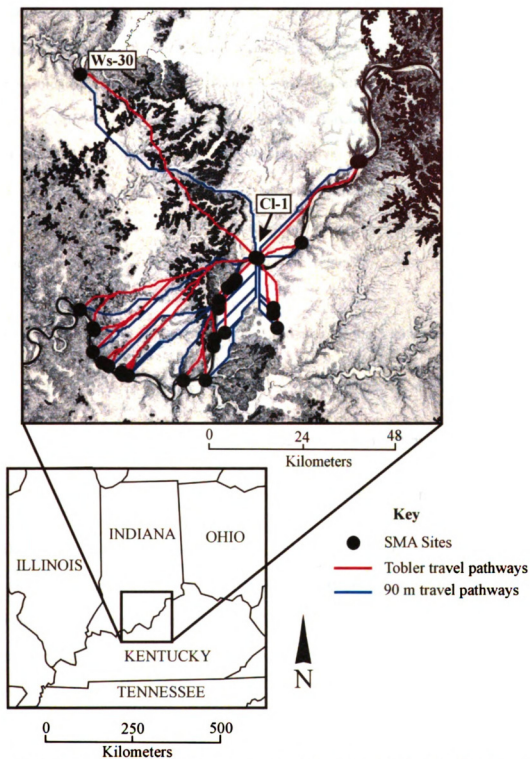 Ws-30
Cl-1
0 24 48
Kilometers
INDIANA
OHIO
ILLINOIS
KENTUCKY
TENNESSEE
0 250 500
Kilometers
Key
SMA Sites
Tobler travel pathways
90 m travel pathways
N